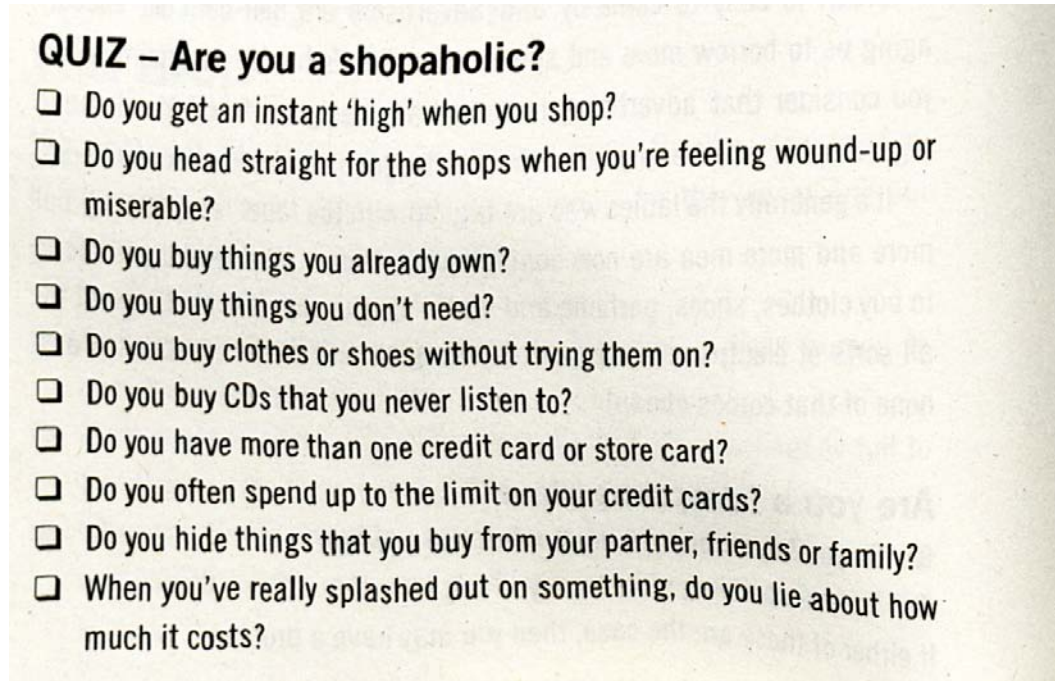 QUIZ – Are you a shopaholic?
❑ Do you get an instant ‘high’ when you shop?
❑ Do you head straight for the shops when you’re feeling wound-up or
miserable?
❑ Do you buy things you already own?
❑ Do you buy things you don’t need?
❑ Do you buy clothes or shoes without trying them on?
❑ Do you buy CDs that you never listen to?
❑ Do you have more than one credit card or store card?
❑ Do you often spend up to the limit on your credit cards?
❑ Do you hide things that you buy from your partner, friends or family?
❑ When you’ve really splashed out on something, do you lie about how
much it costs?